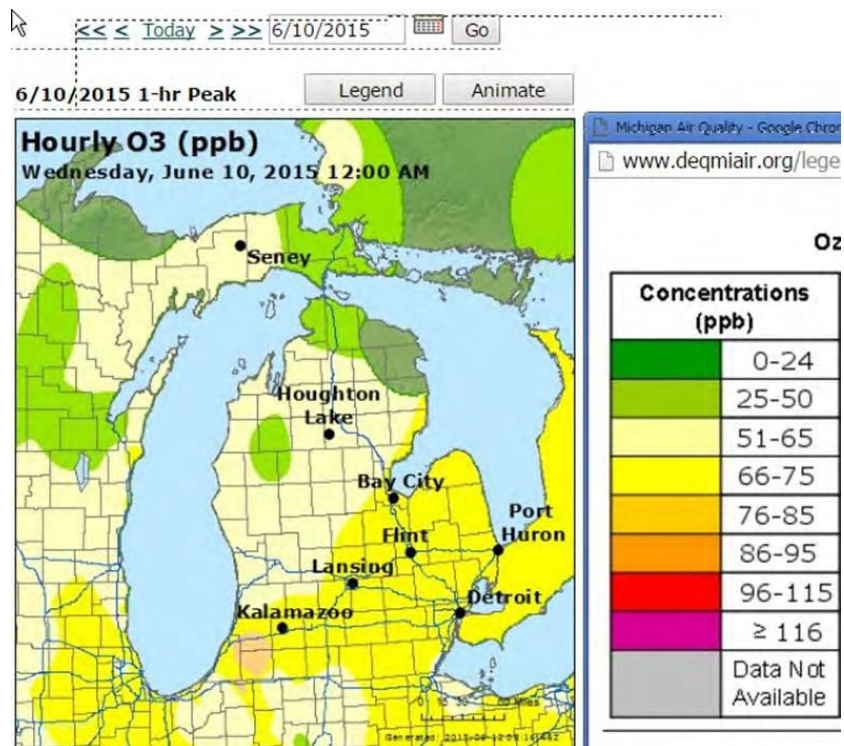 << < Today > >> 6/10/2015 Go
6/10/2015 1-hr Peak Legend Animate
Hourly O3 (ppb)
Wednesday, June 10, 2015 12:00 AM
Seney
Houghton
Lake
Bay City
Port
Huron
Flint
Lansing
Detroit
Kalamazoo
Michigan Air Quality - Google Chrom
www.deqmiair.org/lege
Oz
Concentrations
(ppb)
0-24
25-50
51-65
66-75
76-85
86-95
96-115
≥ 116
Data Not
Available
Miles
Generated: